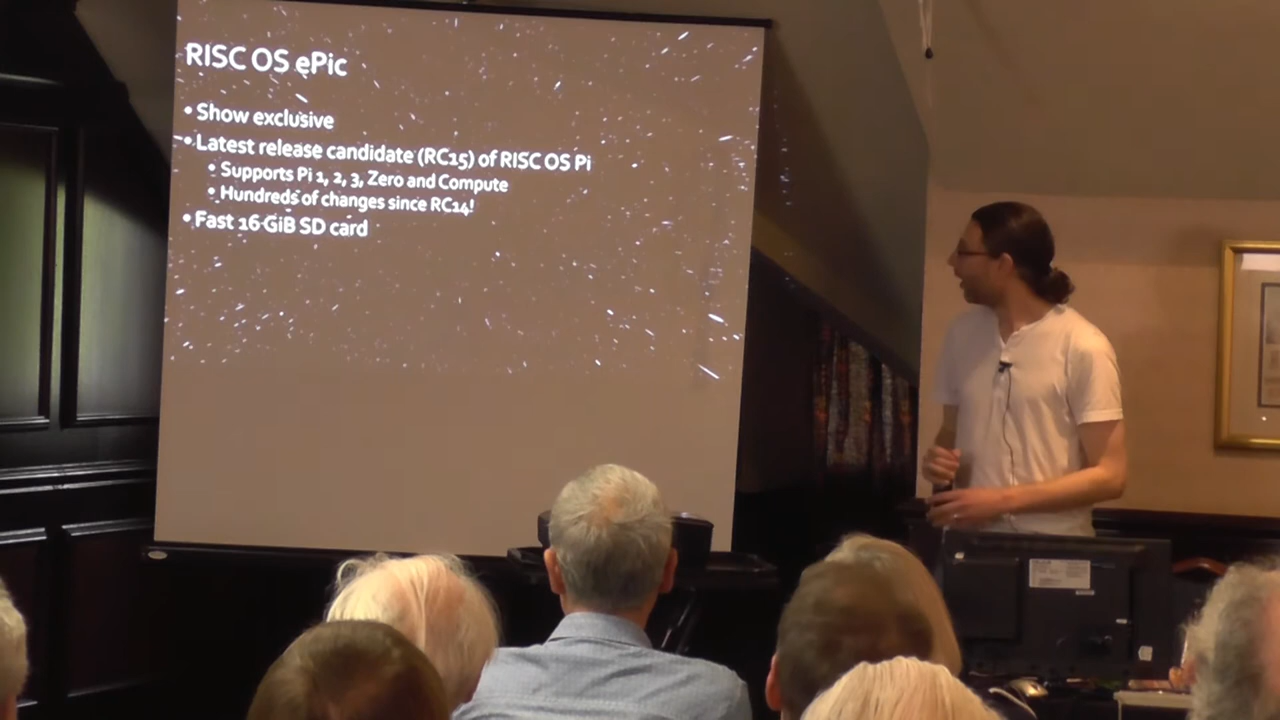 RISC OS ePic
• Show exclusive
• Latest release candidate (RC15) of RISC OS Pi
• Supports Pi 1, 2, 3, Zero and Compute
• Hundreds of changes since RC14!
• Fast 16 GiB SD card